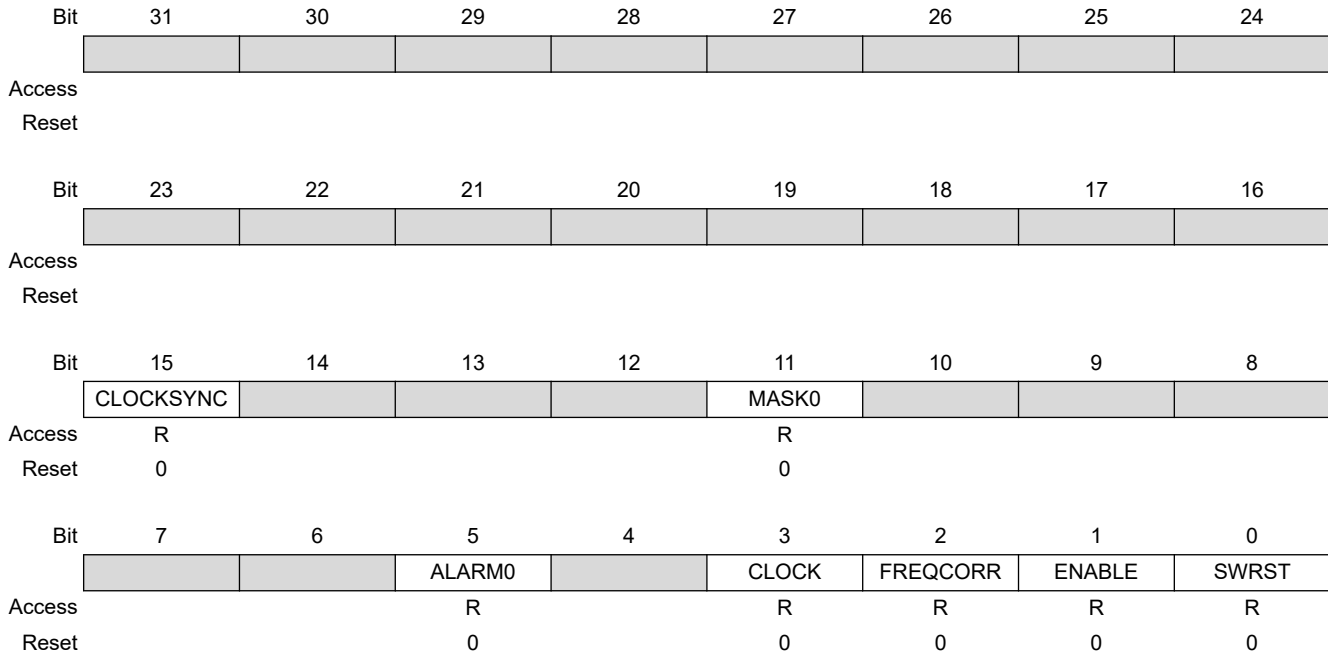 Bit 31 30 29 28 27 26 25 24
Access
Reset
Bit 23 22 21 20 19 18 17 16
Access
Reset
Bit 15 14 13 12 11 10 9 8
CLOCKSYNC MASK0
Access R R
Reset 0 0
Bit 7 6 5 4 3 2 1 0
ALARM0 CLOCK FREQCORR ENABLE SWRST
Access R R R R R
Reset 0 0 0 0 0